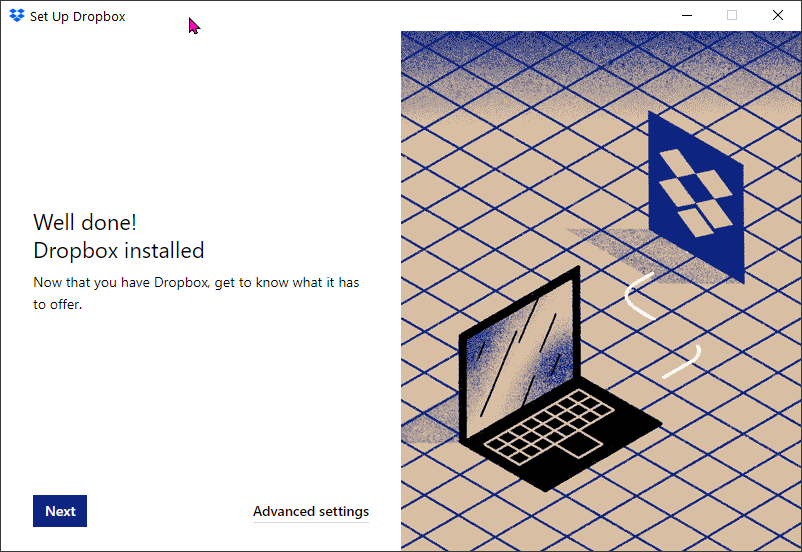 Set Up Dropbox
Well done!
Dropbox installed
Now that you have Dropbox, get to know what it has
to offer.
Next
Advanced settings